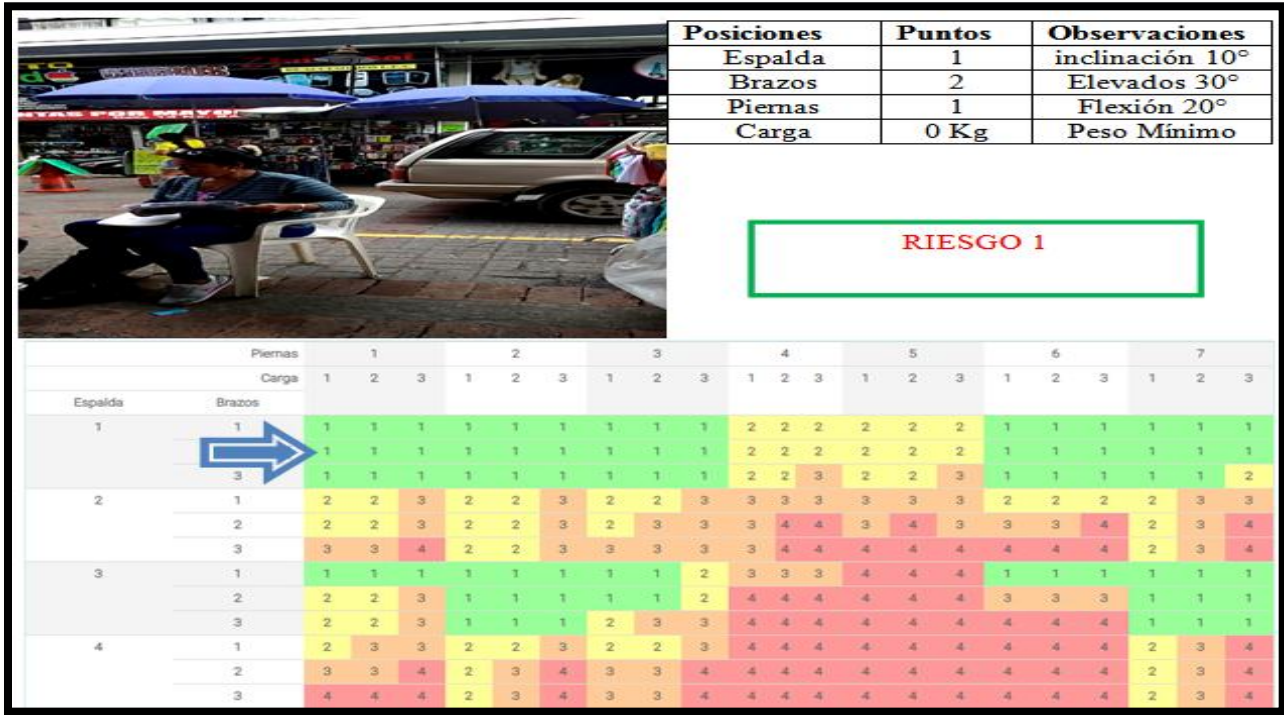 NTAS POR MAYO
Posiciones Puntos Observaciones
Espalda 1 inclinación 10°
Brazos 2 Elevados 30°
Piernas 1 Flexión 20°
Carga 0 Kg Peso Mínimo
RIESGO 1
Piernas 1 2 3 4 5 6 7
Carga 1 2 3 1 2 3 1 2 3 1 2 3 1 2 3 1 2 3 1 2 3
Espalda Brazos
1 1 1 1 1 1 1 1 1 1 1 2 2 2 2 2 2 1 1 1 1 1 1
1 1 1 1 1 1 1 1 1 2 2 2 2 2 2 1 1 1 1 1 1
3 1 1 1 1 1 1 1 1 1 2 2 3 2 2 3 1 1 1 1 1 2
2 1 2 2 3 2 2 3 2 2 3 3 3 3 3 3 3 2 2 2 2 3 3
2 2 2 3 2 2 3 2 3 3 3 4 4 3 4 3 3 3 4 2 3 4
3 3 3 4 2 2 3 3 3 3 3 4 4 4 4 4 4 4 4 2 3 4
3 1 1 1 1 1 1 1 1 1 2 3 3 3 4 4 4 1 1 1 1 1 1
2 2 2 3 1 1 1 1 1 2 4 4 4 4 4 4 3 3 3 1 1 1
3 2 2 3 1 1 1 2 3 3 4 4 4 4 4 4 4 4 4 1 1 1
4 1 2 3 3 2 2 3 2 2 3 4 4 4 4 4 4 4 4 4 2 3 4
2 3 3 4 2 3 4 3 3 4 4 4 4 4 4 4 4 4 4 2 3 4
3 4 4 4 2 3 4 3 3 4 4 4 4 4 4 4 4 4 4 2 3 4